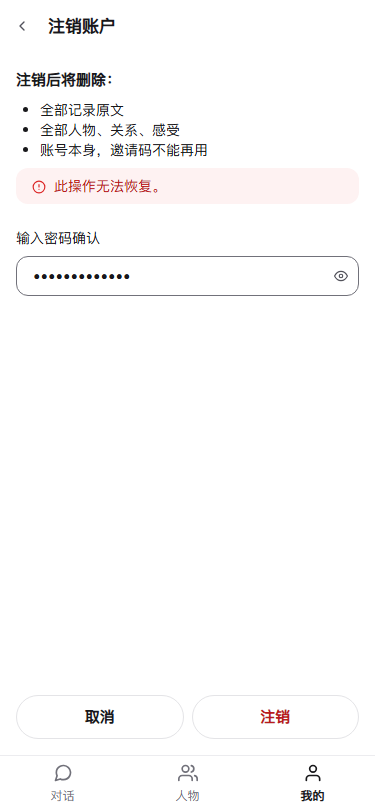 注销账户
注销后将删除：
全部记录原文
全部人物、关系、感受
账号本身，邀请码不能再用
此操作无法恢复。
输入密码确认
•••••••••••••
取消
注销
对话
人物
我的